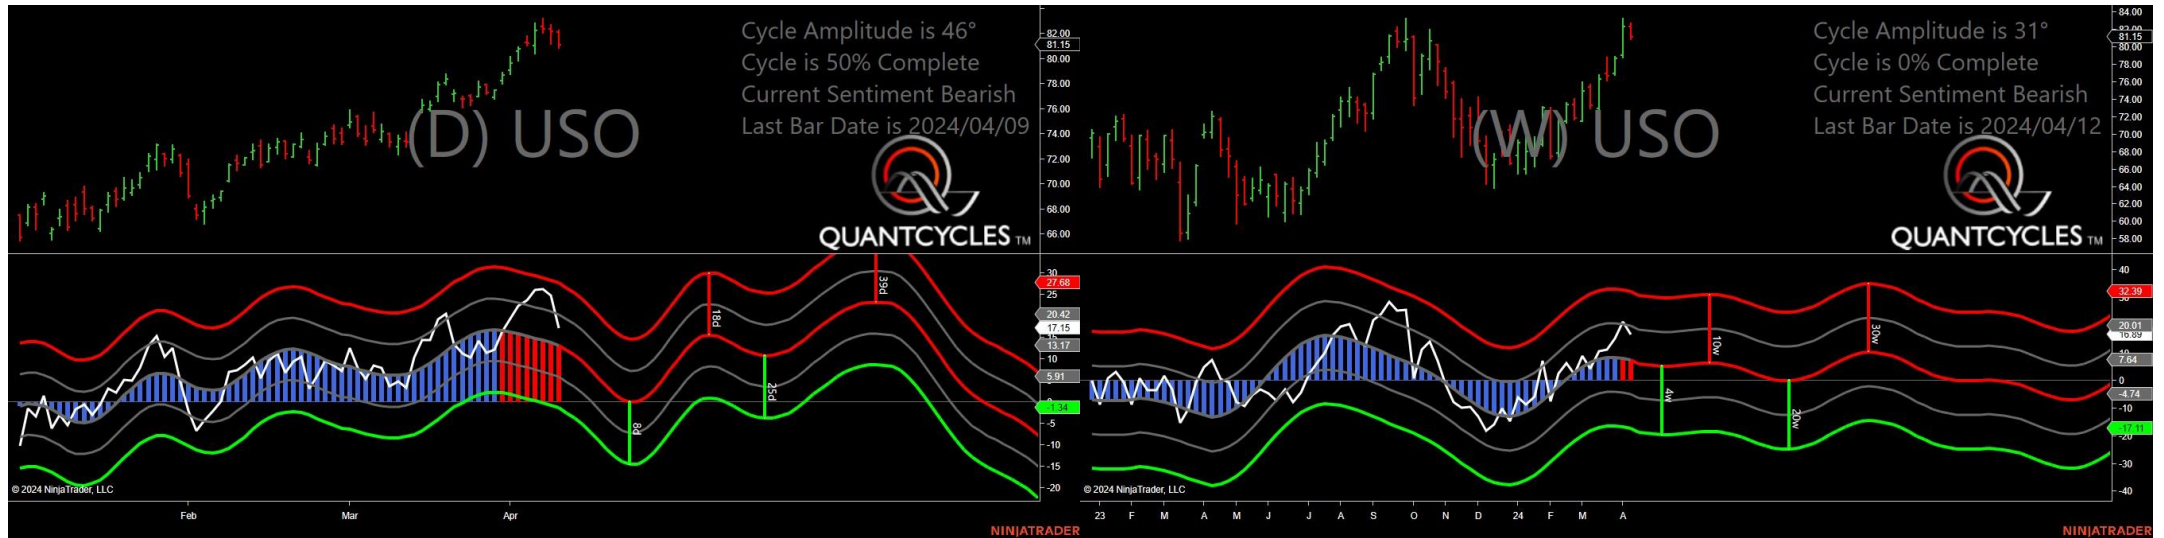 Cycle Amplitude is 46°
Cycle is 50% Complete
Current Sentiment Bearish
Last Bar Date is 2024/04/09
(D) USO
QUANTCYCLES TM
82.00
81.15
80.00
78.00
76.00
74.00
72.00
70.00
68.00
66.00
30
27.68
25
20.42
17.15
13.17
10
5.91
-1.34
-5
-10
-15
-20
18d
39d
25d
8d
© 2024 NinjaTrader, LLC
Feb
Mar
Apr
NINJATRADER
Cycle Amplitude is 31°
Cycle is 0% Complete
Current Sentiment Bearish
Last Bar Date is 2024/04/12
(W) USO
QUANTCYCLES TM
84.00
81.15
80.00
78.00
76.00
74.00
72.00
70.00
68.00
66.00
64.00
62.00
60.00
58.00
40
32.39
20.01
7.64
0
-4.74
-10
-17.11
-30
-40
10w
30w
4w
20w
© 2024 NinjaTrader, LLC
23 F M A M J J A S O N D 24 F M A
NINJATRADER